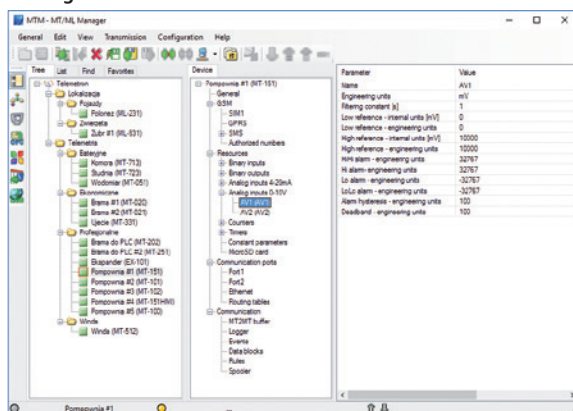 MTM - MT/ML Manager
General Edit View Transmission Configuration Help
Tree List Find Favorites
Telemetron
Lokalizacja
Pojazdy
Polonez (ML-231)
Zwierzeta
Żubr #1 (ML-931)
Telemetria
Bateryjne
Komora (MT-713)
Studnia (MT-723)
Wodomiar (MT-051)
Ekonomiczne
Brama #1 (MT-020)
Brama #2 (MT-021)
Ujecie (MT-331)
Profesjonalne
Brama do PLC (MT-202)
Brama do PLC #2 (MT-251)
Ekspander (EX-101)
Pompownia #1 (MT-151)
Pompownia #2 (MT-101)
Pompownia #3 (MT-102)
Pompownia #4 (MT-151HMI)
Pompownia #5 (MT-100)
Winda
Winda (MT-512)
Device
Pompownia #1 (MT-151)
General
GSM
SIM1
GPRS
SMS
Authorized numbers
Resources
Binary inputs
Binary outputs
Analog inputs 4-20mA
Analog inputs 0-10V
AV1 (AV1)
AV2 (AV2)
Counters
Timers
Constant parameters
MicroSD card
Communication ports
Port1
Port2
Ethernet
Routing tables
Communication
MT2MT buffer
Logger
Events
Data blocks
Rules
Spooler
Parameter Value
Name AV1
Engineering units mV
Filtering constant [s] 1
Low reference - internal units [mV] 0
Low reference - engineering units 0
High reference - internal units [mV] 10000
High reference - engineering units 10000
HiHi alarm - engineering units 32767
Hi alarm - engineering units 32767
Lo alarm - engineering units -32767
LoLo alarm - engineering units -32767
Alarm hysteresis - engineering units 100
Deadband - engineering units 100
Pompownia #1 --